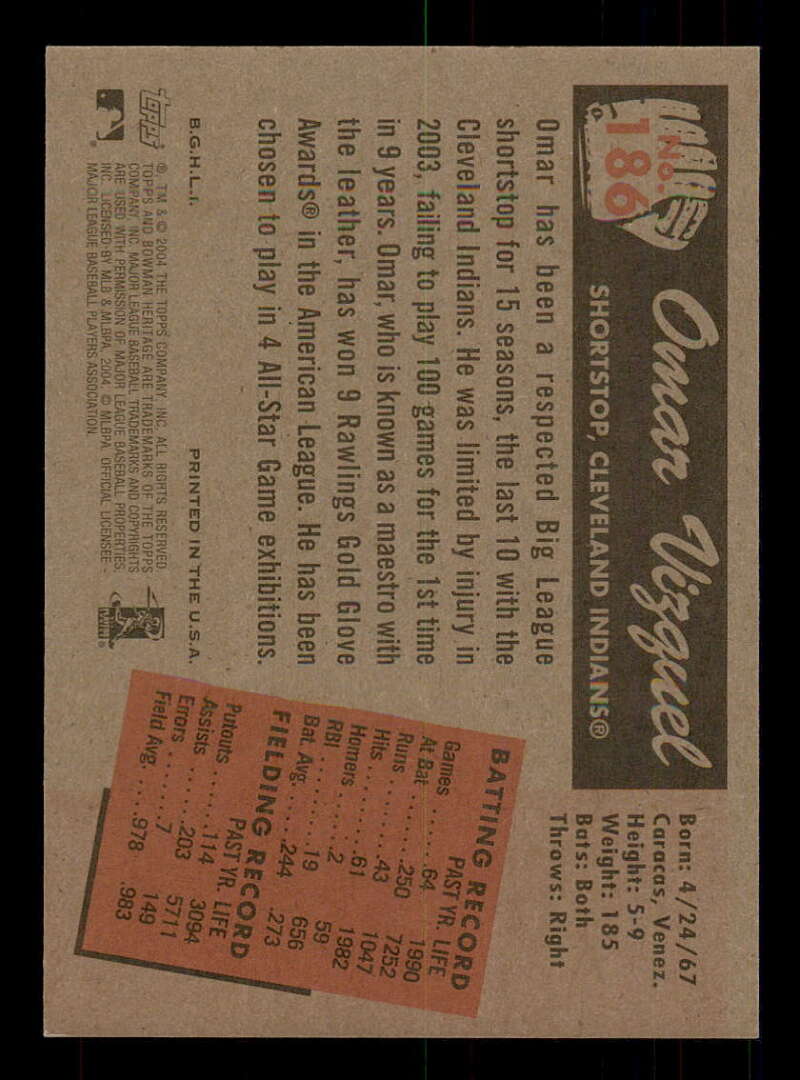 No.
186
Omar Vizquel
SHORTSTOP, CLEVELAND INDIANS®
Born: 4/24/67
Caracas, Venez.
Height: 5-9
Weight: 185
Bats: Both
Throws: Right
Omar has been a respected Big League
shortstop for 15 seasons, the last 10 with the
Cleveland Indians. He was limited by injury in
2003, failing to play 100 games for the 1st time
in 9 years. Omar, who is known as a maestro with
the leather, has won 9 Rawlings Gold Glove
Awards® in the American League. He has been
chosen to play in 4 All-Star Game exhibitions.
BATTING RECORD
PAST YR. LIFE
Games ......64 1990
At Bat ......250 7252
Runs ......43 1047
Hits ......61 1982
Homers ......2 59
RBI ......19 656
Bat. Avg. .....244 .273
FIELDING RECORD
PAST YR. LIFE
Putouts ......114 3094
Assists ......203 5711
Errors ......7 149
Field Avg. .....978 .983
B.G.H.L.r. PRINTED IN THE U.S.A.
Topps
®, TM & © 2004 THE TOPPS COMPANY, INC. ALL RIGHTS RESERVED.
TOPPS AND BOWMAN HERITAGE ARE TRADEMARKS OF THE TOPPS
COMPANY, INC. MAJOR LEAGUE BASEBALL TRADEMARKS AND COPYRIGHTS
ARE USED WITH PERMISSION OF MAJOR LEAGUE BASEBALL PROPERTIES,
INC. LICENSED BY MLB & MLBPA. 2004. © MLBPA. OFFICIAL LICENSEE -
MAJOR LEAGUE BASEBALL PLAYERS ASSOCIATION.